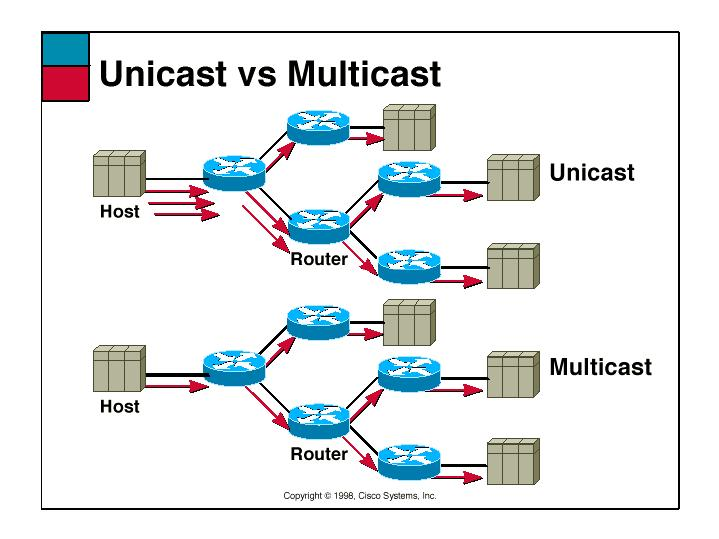 Unicast vs Multicast
Unicast
Host
Router
Multicast
Host
Router
Copyright © 1998, Cisco Systems, Inc.